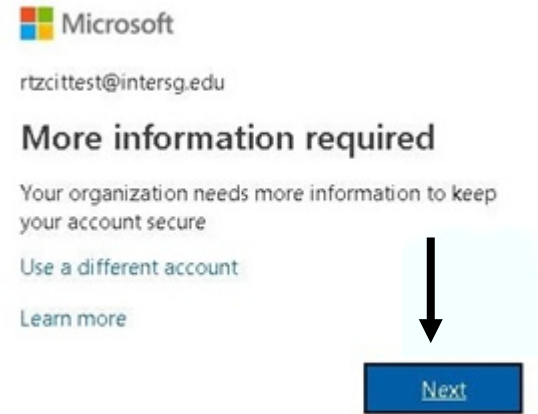 Microsoft
rtzcittest@intersg.edu
More information required
Your organization needs more information to keep
your account secure
Use a different account
Learn more
Next